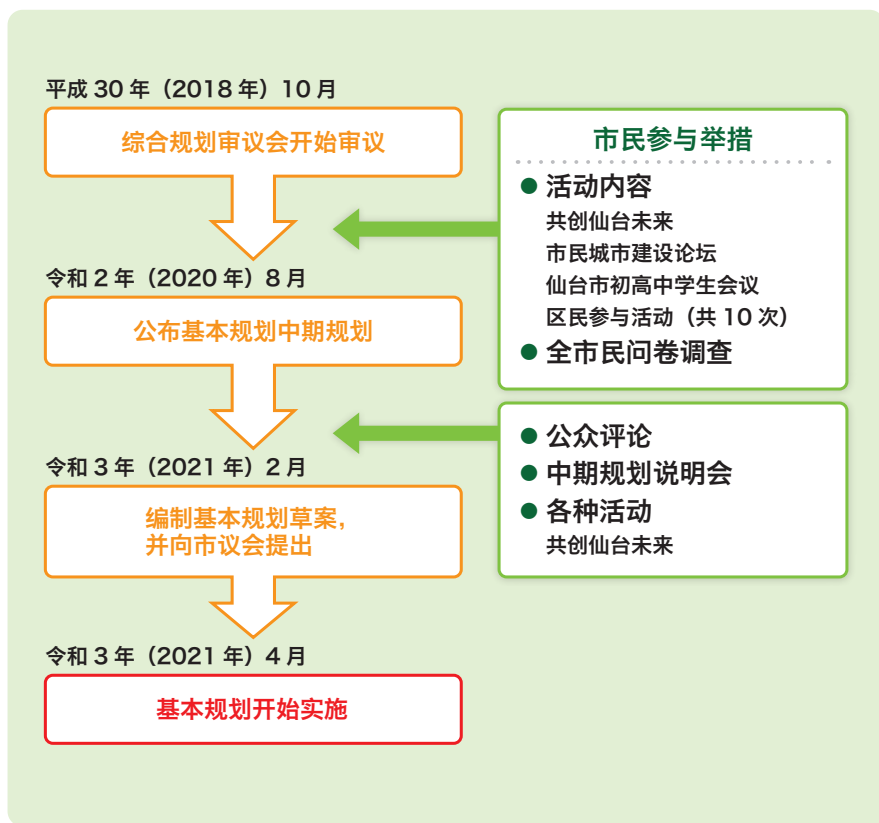 平成 30 年（2018 年）10 月
综合规划审议会开始审议
市民参与举措
● 活动内容
共创仙台未来
市民城市建设论坛
仙台市初高中学生会议
区民参与活动（共 10 次）
● 全市民问卷调查
令和 2 年（2020 年）8 月
公布基本规划中期规划
● 公众评论
● 中期规划说明会
● 各种活动
共创仙台未来
令和 3 年（2021 年）2 月
编制基本规划草案，
并向市议会提出
令和 3 年（2021 年）4 月
基本规划开始实施